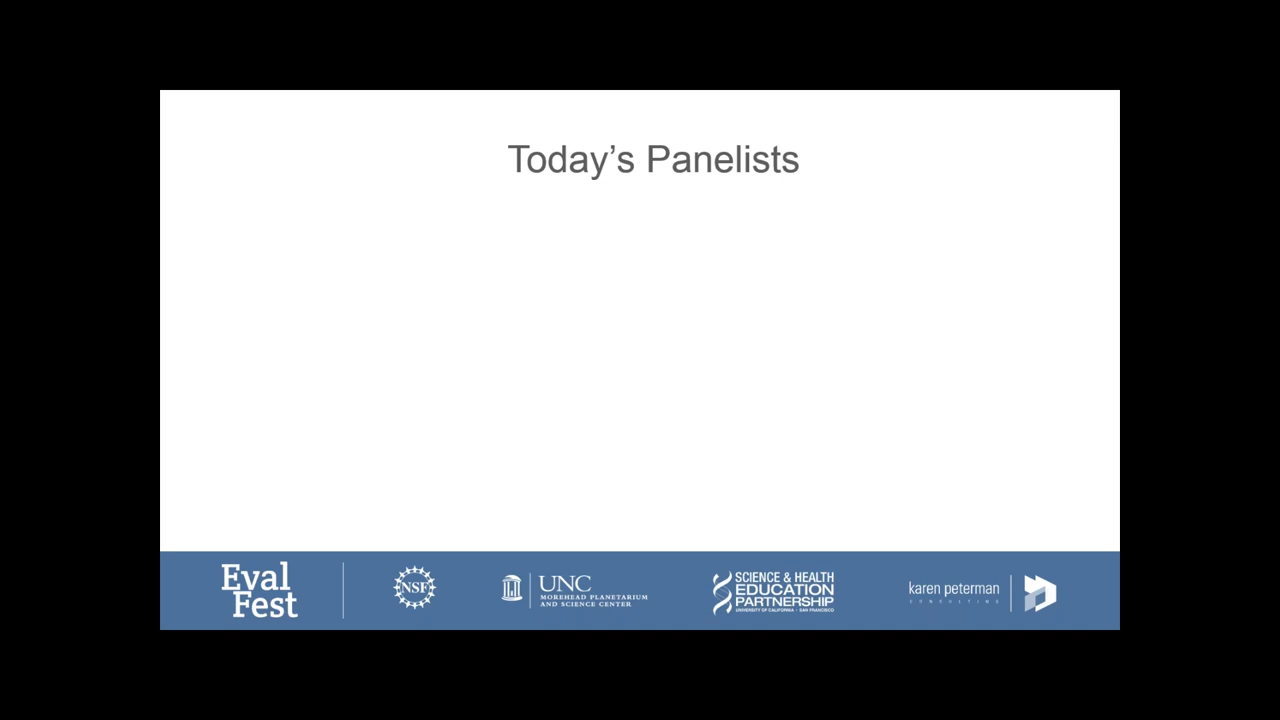 Today’s Panelists
Eval
Fest
NSF
UNC
MOREHEAD PLANETARIUM
AND SCIENCE CENTER
SCIENCE & HEALTH
EDUCATION
PARTNERSHIP
UNIVERSITY OF CALIFORNIA • SAN FRANCISCO
karen peterman
CONSULTING